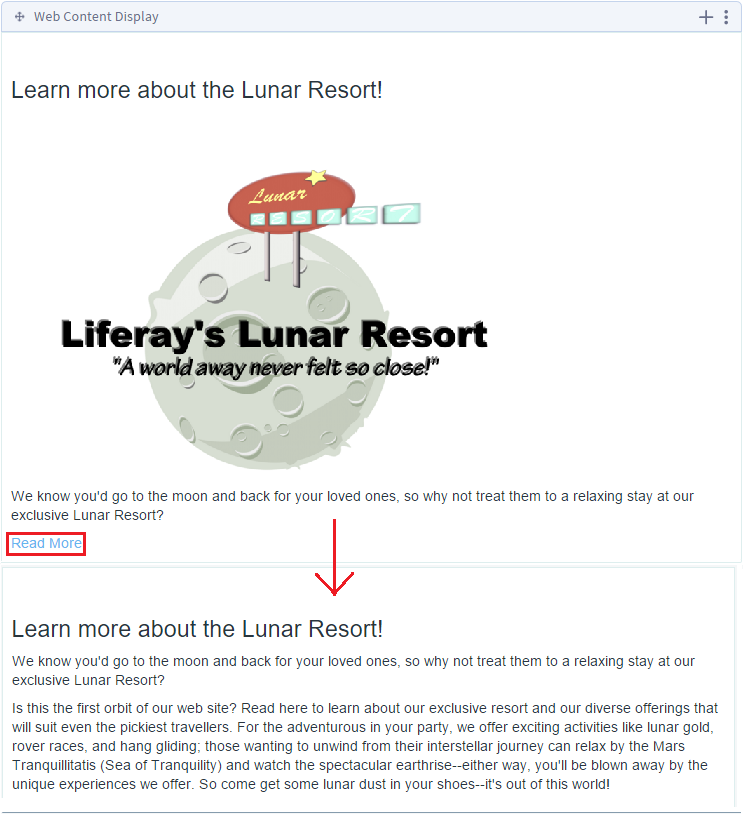 Web Content Display
Learn more about the Lunar Resort!
Lunar
RESORT
Liferay's Lunar Resort
"A world away never felt so close!"
We know you'd go to the moon and back for your loved ones, so why not treat them to a relaxing stay at our
exclusive Lunar Resort?
Read More
Learn more about the Lunar Resort!
We know you'd go to the moon and back for your loved ones, so why not treat them to a relaxing stay at our
exclusive Lunar Resort?
Is this the first orbit of our web site? Read here to learn about our exclusive resort and our diverse offerings that
will suit even the pickiest travellers. For the adventurous in your party, we offer exciting activities like lunar gold,
rover races, and hang gliding; those wanting to unwind from their interstellar journey can relax by the Mars
Tranquillitatis (Sea of Tranquility) and watch the spectacular earthrise--either way, you'll be blown away by the
unique experiences we offer. So come get some lunar dust in your shoes--it's out of this world!